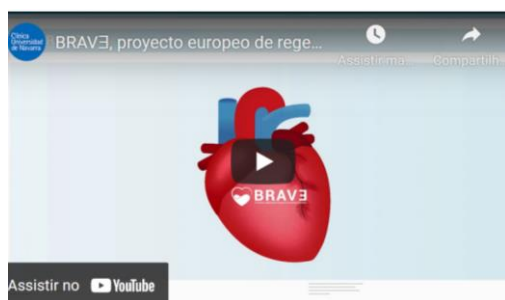 Clínica
Universidad
de Navarra
BRAVƎ, proyecto europeo de rege...
Assistir ma...
Compartilh...
BRAVƎ
Assistir no YouTube